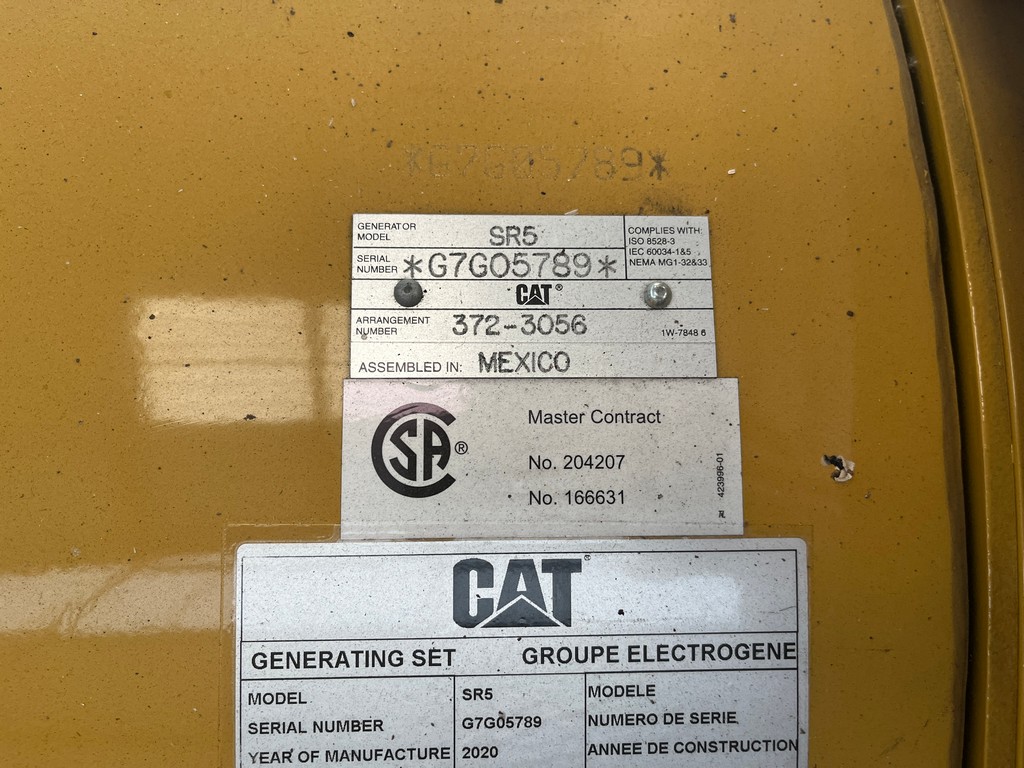 *G7G05789*
GENERATOR MODEL SR5
SERIAL NUMBER *G7G05789*
COMPLIES WITH:
ISO 8528-3
IEC 60034-1&5
NEMA MG1-32&33
CAT®
ARRANGEMENT NUMBER 372-3056 1W-7848 6
ASSEMBLED IN: MEXICO
CSA®
Master Contract
No. 204207
No. 166631
423996-01
CAT®
GENERATING SET GROUPE ELECTROGENE
MODEL SR5 MODELE
SERIAL NUMBER G7G05789 NUMERO DE SERIE
YEAR OF MANUFACTURE 2020 ANNEE DE CONSTRUCTION